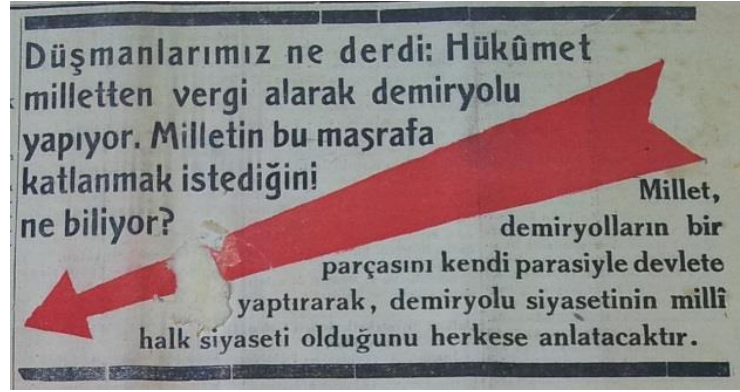 Düşmanlarımız ne derdi: Hükûmet
milletten vergi alarak demiryolu
yapıyor. Milletin bu masrafa
katlanmak istediğini
ne biliyor?
Millet,
demiryolların bir
parçasını kendi parasiyle devlete
yaptırarak, demiryolu siyasetinin millî
halk siyaseti olduğunu herkese anlatacaktır.